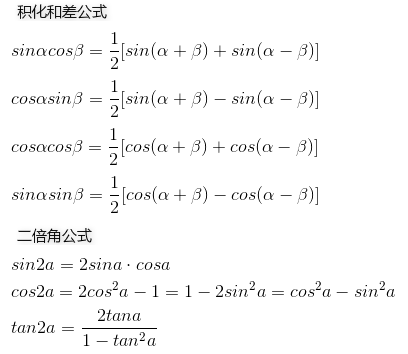 积化和差公式
sinαcosβ = 1/2[sin(α + β) + sin(α − β)]
cosαsinβ = 1/2[sin(α + β) − sin(α − β)]
cosαcosβ = 1/2[cos(α + β) + cos(α − β)]
sinαsinβ = 1/2[cos(α + β) − cos(α − β)]
二倍角公式
sin2a = 2sina · cosa
cos2a = 2cos²a − 1 = 1 − 2sin²a = cos²a − sin²a
tan2a = 2tana/(1 − tan²a)